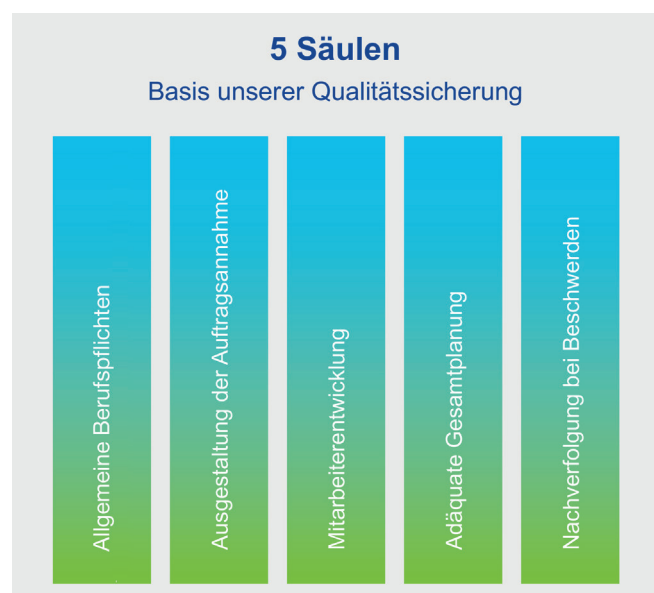 5 Säulen
Basis unserer Qualitätssicherung
Allgemeine Berufspflichten
Ausgestaltung der Auftragsannahme
Mitarbeiterentwicklung
Adäquate Gesamtplanung
Nachverfolgung bei Beschwerden